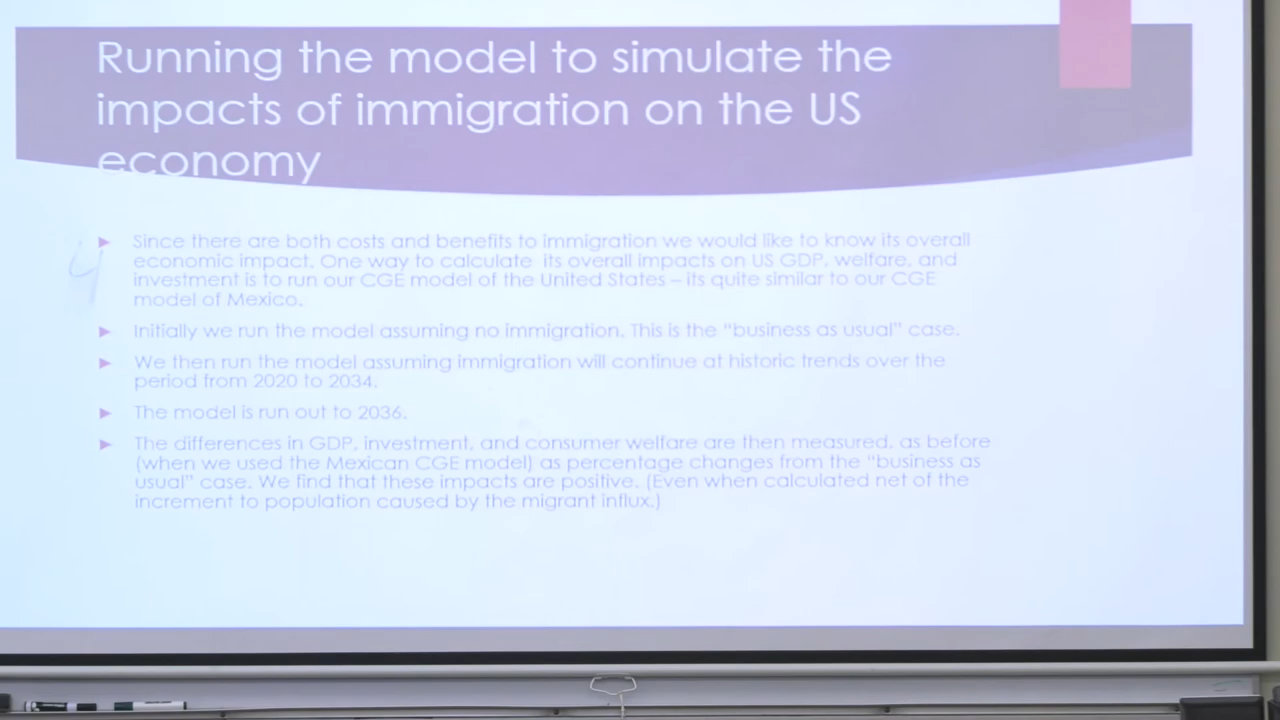 Running the model to simulate the
impacts of immigration on the US
economy
► Since there are both costs and benefits to immigration we would like to know its overall
economic impact. One way to calculate its overall impacts on US GDP, welfare, and
investment is to run our CGE model of the United States – its quite similar to our CGE
model of Mexico.
► Initially we run the model assuming no immigration. This is the “business as usual” case.
► We then run the model assuming immigration will continue at historic trends over the
period from 2020 to 2034.
► The model is run out to 2036.
► The differences in GDP, investment, and consumer welfare are then measured, as before
(when we used the Mexican CGE model) as percentage changes from the “business as
usual” case. We find that these impacts are positive. (Even when calculated net of the
increment to population caused by the migrant influx.)